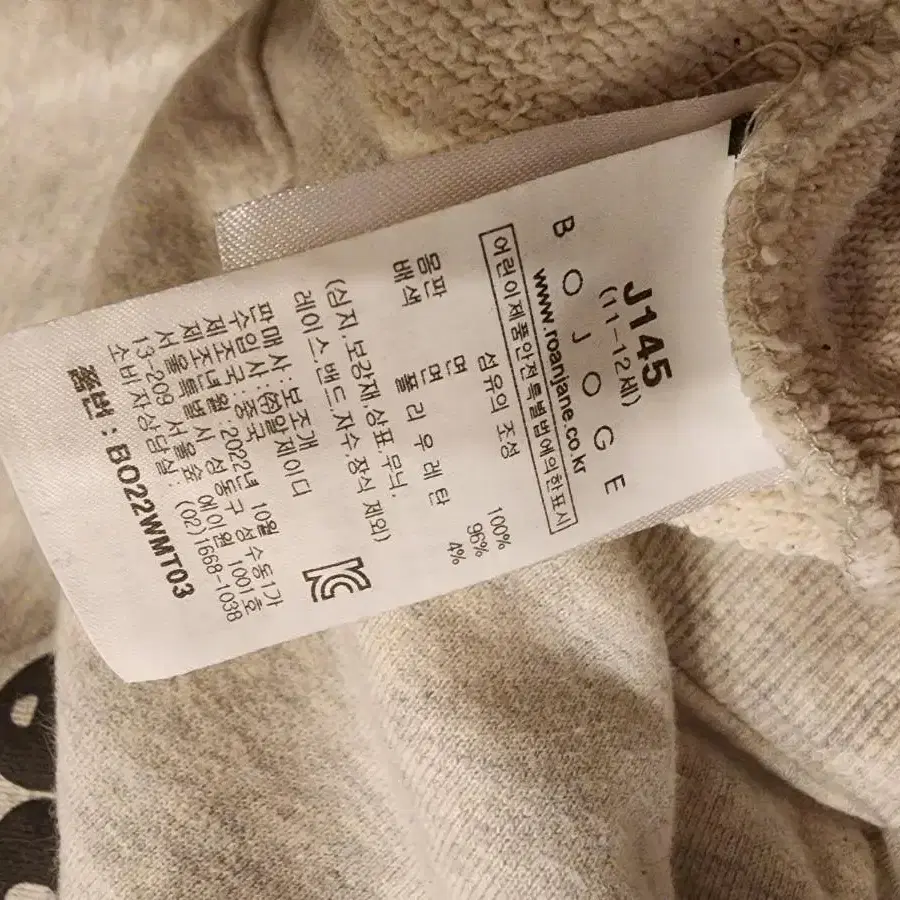 J145
(11-12세)
BOJOGE
www.roanjane.co.kr
어린이제품안전특별법에의한표시
섬유의 조성
몸판 면 100%
배색 면 96%
폴리우레탄 4%
(심지.보강재.상표.무늬.
레이스.밴드.자수.장식 제외)
판매사 : 보조개
수입사 : ㈜알제이디
제조국 : 중국
제조년월 : 2022년 10월
서울특별시 성동구 성수동1가
13-209 서울숲 에이원 1001호
소비자상담실: (02)1668-1038
품번 : BO22WMT03